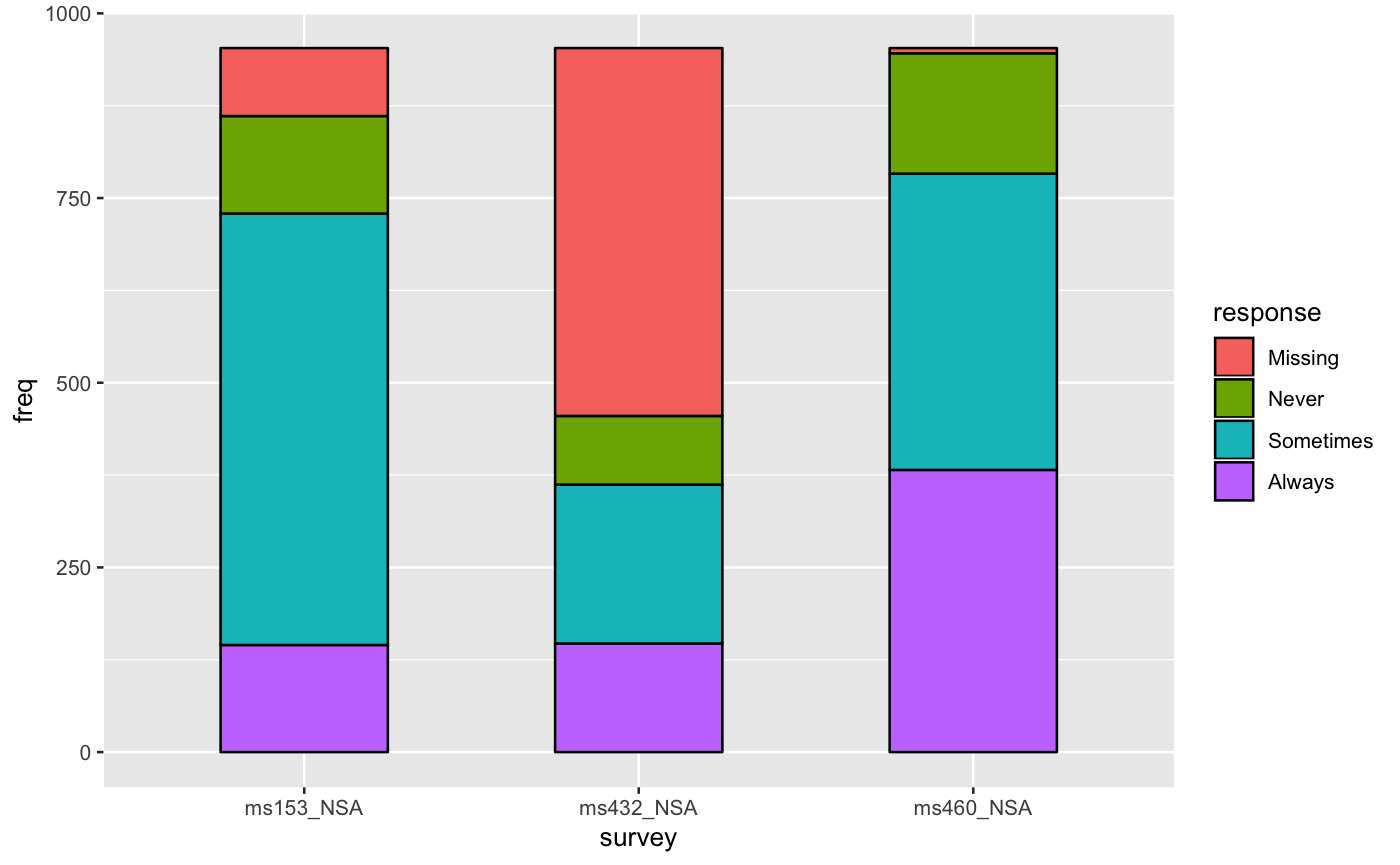 1000
750
500
250
0
freq
ms153_NSA
ms432_NSA
ms460_NSA
survey
response
Missing
Never
Sometimes
Always